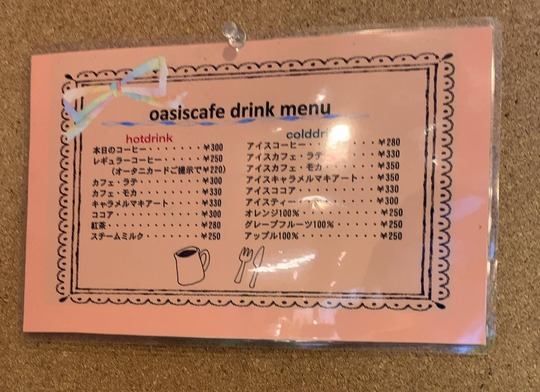 oasiscafe drink menu
hotdrink
本日のコーヒー・・・・・・・¥300
レギュラーコーヒー・・・・・¥250
(オータニカードご提示で¥220)
カフェ・ラテ・・・・・・・・¥300
カフェ・モカ・・・・・・・・¥330
キャラメルマキアート・・・・¥330
ココア・・・・・・・・・・・¥300
紅茶・・・・・・・・・・・・¥280
スチームミルク・・・・・・・¥250
colddrink
アイスコーヒー・・・・・・・¥280
アイスカフェ・ラテ・・・・・¥330
アイスカフェ・モカ・・・・・¥350
アイスキャラメルマキアート・・¥350
アイスココア・・・・・・・・¥330
アイスティー・・・・・・・・¥300
オレンジ100%・・・・・・・・¥250
グレープフルーツ100%・・・・¥250
アップル100%・・・・・・・・¥250